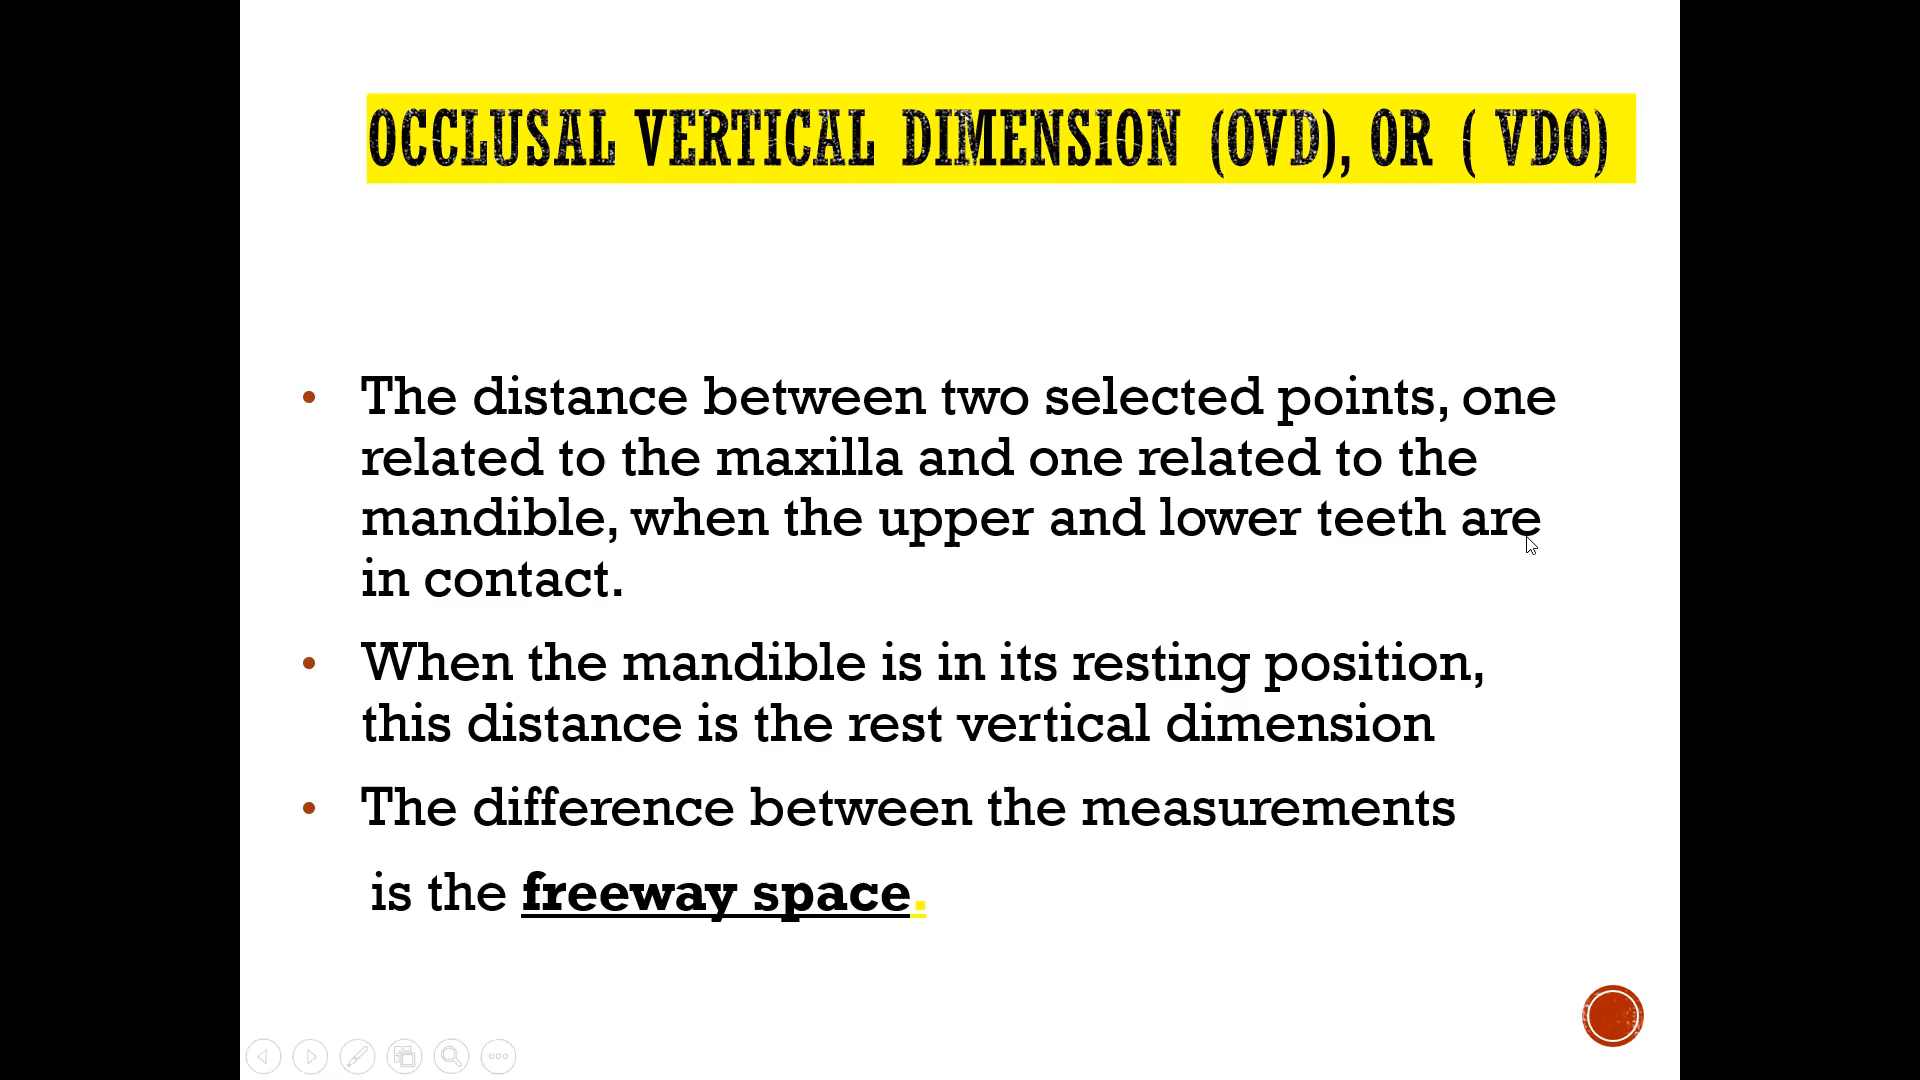 OCCLUSAL VERTICAL DIMENSION (OVD), OR ( VDO)
• The distance between two selected points, one
related to the maxilla and one related to the
mandible, when the upper and lower teeth are
in contact.
• When the mandible is in its resting position,
this distance is the rest vertical dimension
• The difference between the measurements
is the freeway space.